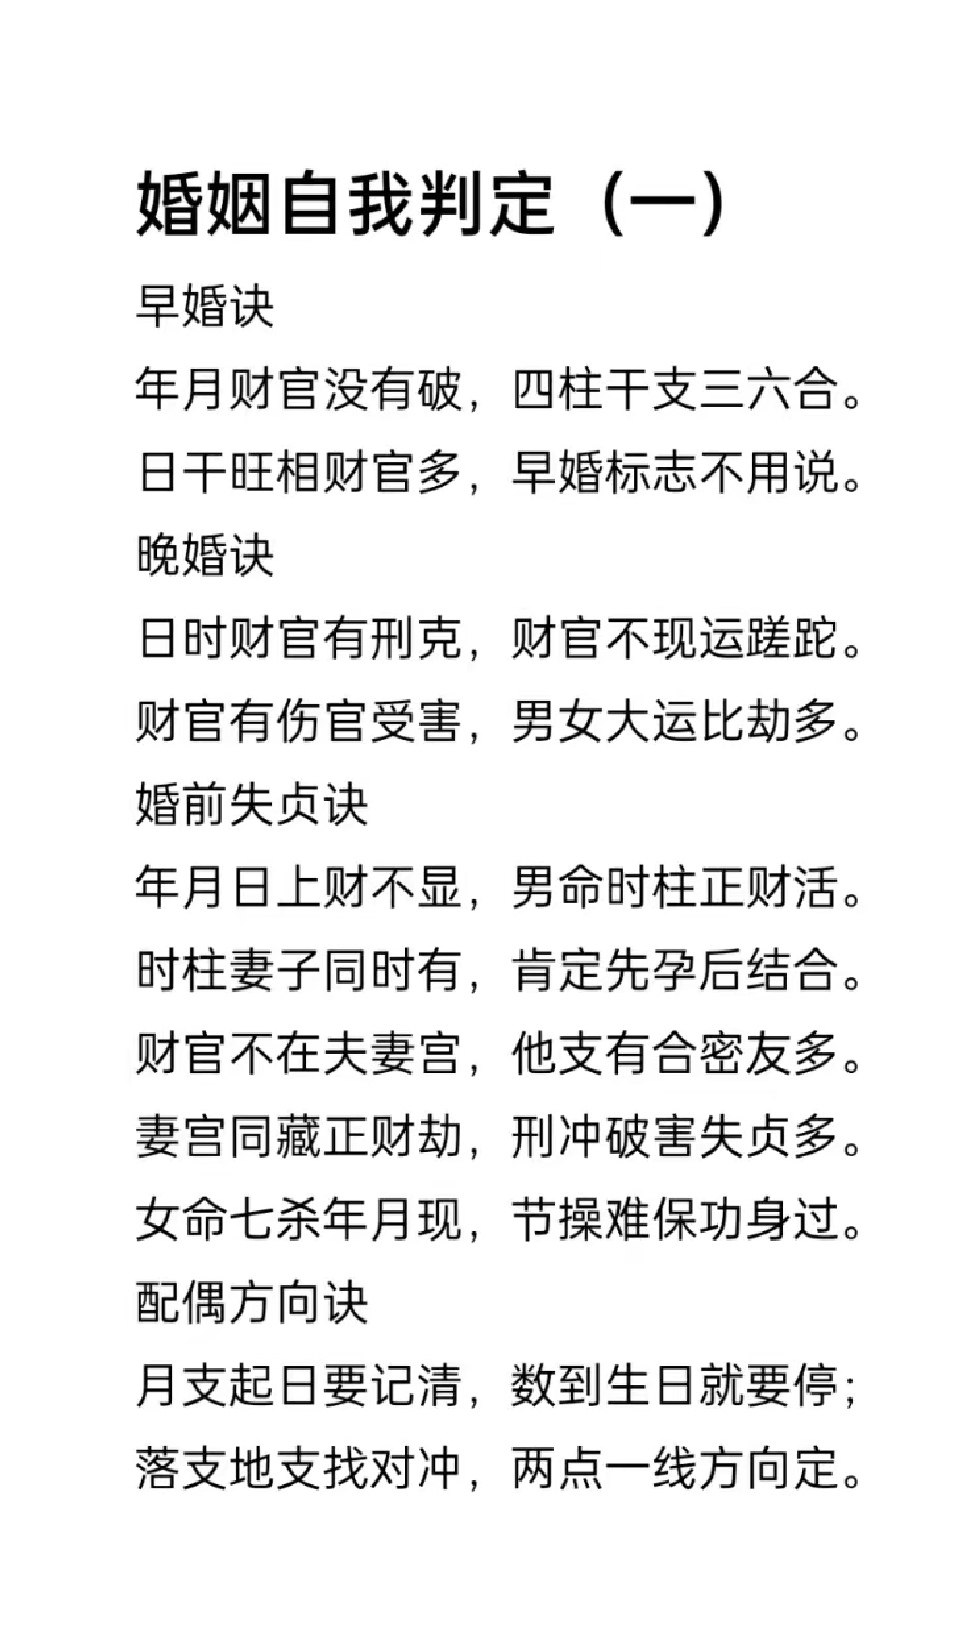 婚姻自我判定（一）
早婚诀
年月财官没有破，四柱干支三六合。
日干旺相财官多，早婚标志不用说。
晚婚诀
日时财官有刑克，财官不现运蹉跎。
财官有伤官受害，男女大运比劫多。
婚前失贞诀
年月日上财不显，男命时柱正财活。
时柱妻子同时有，肯定先孕后结合。
财官不在夫妻宫，他支有合密友多。
妻宫同藏正财劫，刑冲破害失贞多。
女命七杀年月现，节操难保功身过。
配偶方向诀
月支起日要记清，数到生日就要停；
落支地支找对冲，两点一线方向定。